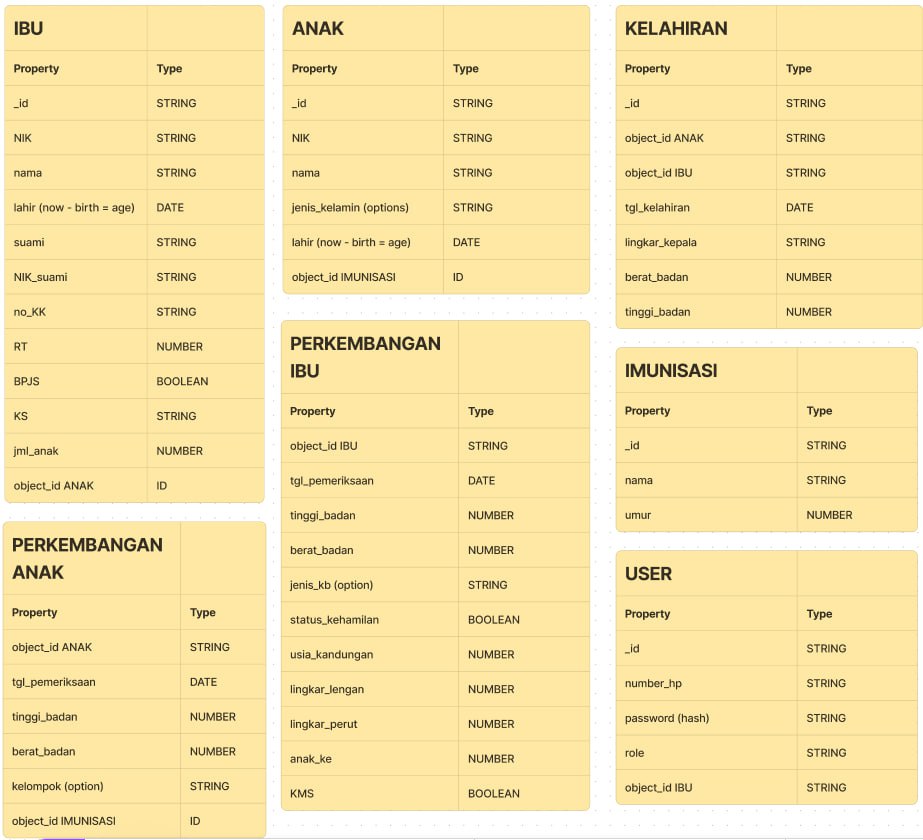 IBU
Property Type
_id STRING
NIK STRING
nama STRING
lahir (now - birth = age) DATE
suami STRING
NIK_suami STRING
no_KK STRING
RT NUMBER
BPJS BOOLEAN
KS STRING
jml_anak NUMBER
object_id ANAK ID
PERKEMBANGAN
ANAK
Property Type
object_id ANAK STRING
tgl_pemeriksaan DATE
tinggi_badan NUMBER
berat_badan NUMBER
kelompok (option) STRING
object_id IMUNISASI ID
ANAK
Property Type
_id STRING
NIK STRING
nama STRING
jenis_kelamin (options) STRING
lahir (now - birth = age) DATE
object_id IMUNISASI ID
PERKEMBANGAN
IBU
Property Type
object_id IBU STRING
tgl_pemeriksaan DATE
tinggi_badan NUMBER
berat_badan NUMBER
jenis_kb (option) STRING
status_kehamilan BOOLEAN
usia_kandungan NUMBER
lingkar_lengan NUMBER
lingkar_perut NUMBER
anak_ke NUMBER
KMS BOOLEAN
KELAHIRAN
Property Type
_id STRING
object_id ANAK STRING
object_id IBU STRING
tgl_kelahiran DATE
lingkar_kepala STRING
berat_badan NUMBER
tinggi_badan NUMBER
IMUNISASI
Property Type
_id STRING
nama STRING
umur NUMBER
USER
Property Type
_id STRING
number_hp STRING
password (hash) STRING
role STRING
object_id IBU STRING